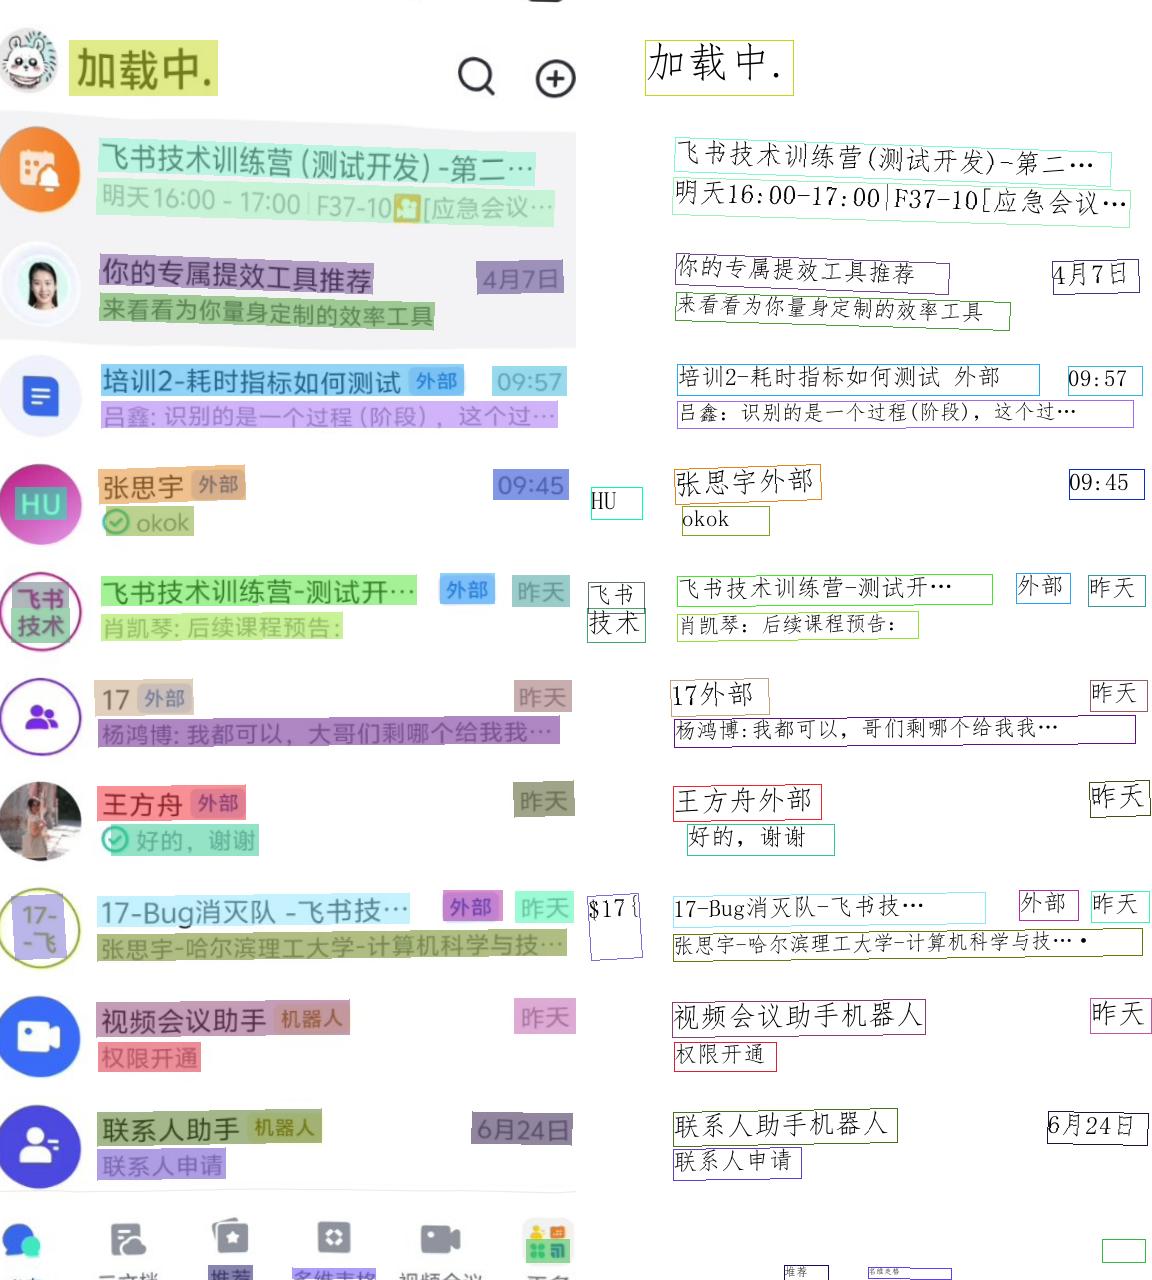 加载中.
飞书技术训练营 (测试开发) -第二…
明天16:00 - 17:00 | F37-10 [应急会议…
你的专属提效工具推荐 4月7日
来看看为你量身定制的效率工具
培训2-耗时指标如何测试 外部 09:57
吕鑫: 识别的是一个过程 (阶段) ，这个过…
HU
张思宇 外部 09:45
okok
飞书
技术
飞书技术训练营-测试开… 外部 昨天
肖凯琴: 后续课程预告:
17 外部 昨天
杨鸿博: 我都可以，大哥们剩哪个给我我…
王方舟 外部 昨天
好的，谢谢
17-
-飞
17-Bug消灭队 -飞书技… 外部 昨天
张思宇-哈尔滨理工大学-计算机科学与技…
视频会议助手 机器人 昨天
权限开通
联系人助手 机器人 6月24日
联系人申请
推荐 多维表格 视频会议
加载中.
飞书技术训练营(测试开发)-第二…
明天16:00-17:00|F37-10[应急会议…
你的专属提效工具推荐 4月7日
来看看为你量身定制的效率工具
培训2-耗时指标如何测试 外部 09:57
吕鑫: 识别的是一个过程(阶段)，这个过…
HU
张思宇外部 09:45
okok
飞书
技术
飞书技术训练营-测试开… 外部 昨天
肖凯琴: 后续课程预告:
17外部 昨天
杨鸿博:我都可以，哥们剩哪个给我我…
王方舟外部 昨天
好的，谢谢
$17{
17-Bug消灭队-飞书技… 外部 昨天
张思宇-哈尔滨理工大学-计算机科学与技…•
视频会议助手机器人 昨天
权限开通
联系人助手机器人 6月24日
联系人申请
推荐